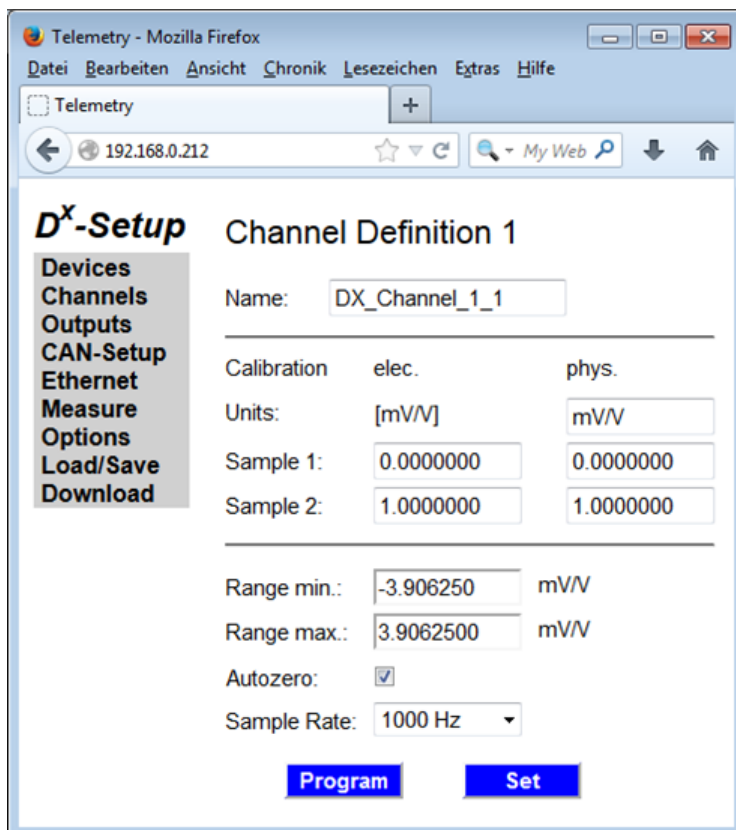 Telemetry - Mozilla Firefox
Datei Bearbeiten Ansicht Chronik Lesezeichen Extras Hilfe
Telemetry
192.168.0.212 My Web
Dx-Setup
Devices
Channels
Outputs
CAN-Setup
Ethernet
Measure
Options
Load/Save
Download
Channel Definition 1
Name: DX_Channel_1_1
Calibration elec. phys.
Units: [mV/V] mV/V
Sample 1: 0.0000000 0.0000000
Sample 2: 1.0000000 1.0000000
Range min.: -3.906250 mV/V
Range max.: 3.9062500 mV/V
Autozero:
Sample Rate: 1000 Hz
Program Set